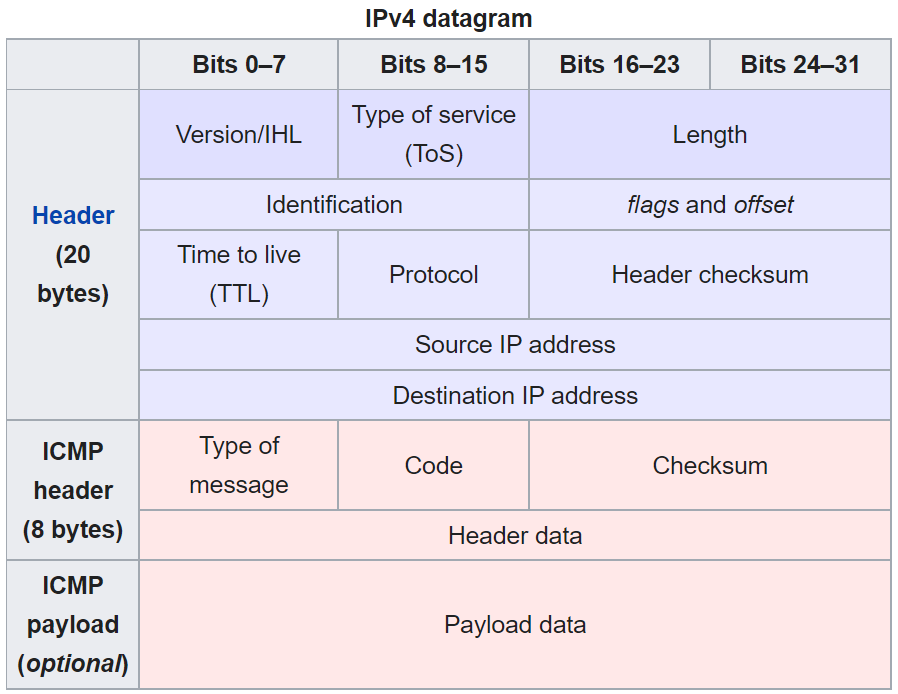 IPv4 datagram
Bits 0–7
Bits 8–15
Bits 16–23
Bits 24–31
Header
(20
bytes)
Version/IHL
Type of service
(ToS)
Length
Identification
flags and offset
Time to live
(TTL)
Protocol
Header checksum
Source IP address
Destination IP address
ICMP
header
(8 bytes)
Type of
message
Code
Checksum
Header data
ICMP
payload
(optional)
Payload data